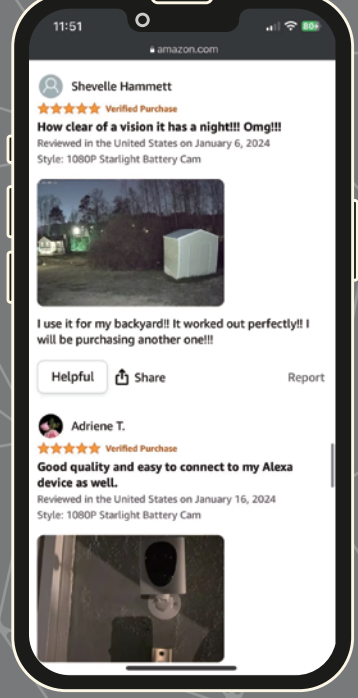 11:51
80+
amazon.com
Shevelle Hammett
Verified Purchase
How clear of a vision it has a night!!! Omg!!!
Reviewed in the United States on January 6, 2024
Style: 1080P Starlight Battery Cam
I use it for my backyard!! It worked out perfectly!! I
will be purchasing another one!!!
Helpful
Share
Report
Adriene T.
Verified Purchase
Good quality and easy to connect to my Alexa
device as well.
Reviewed in the United States on January 16, 2024
Style: 1080P Starlight Battery Cam